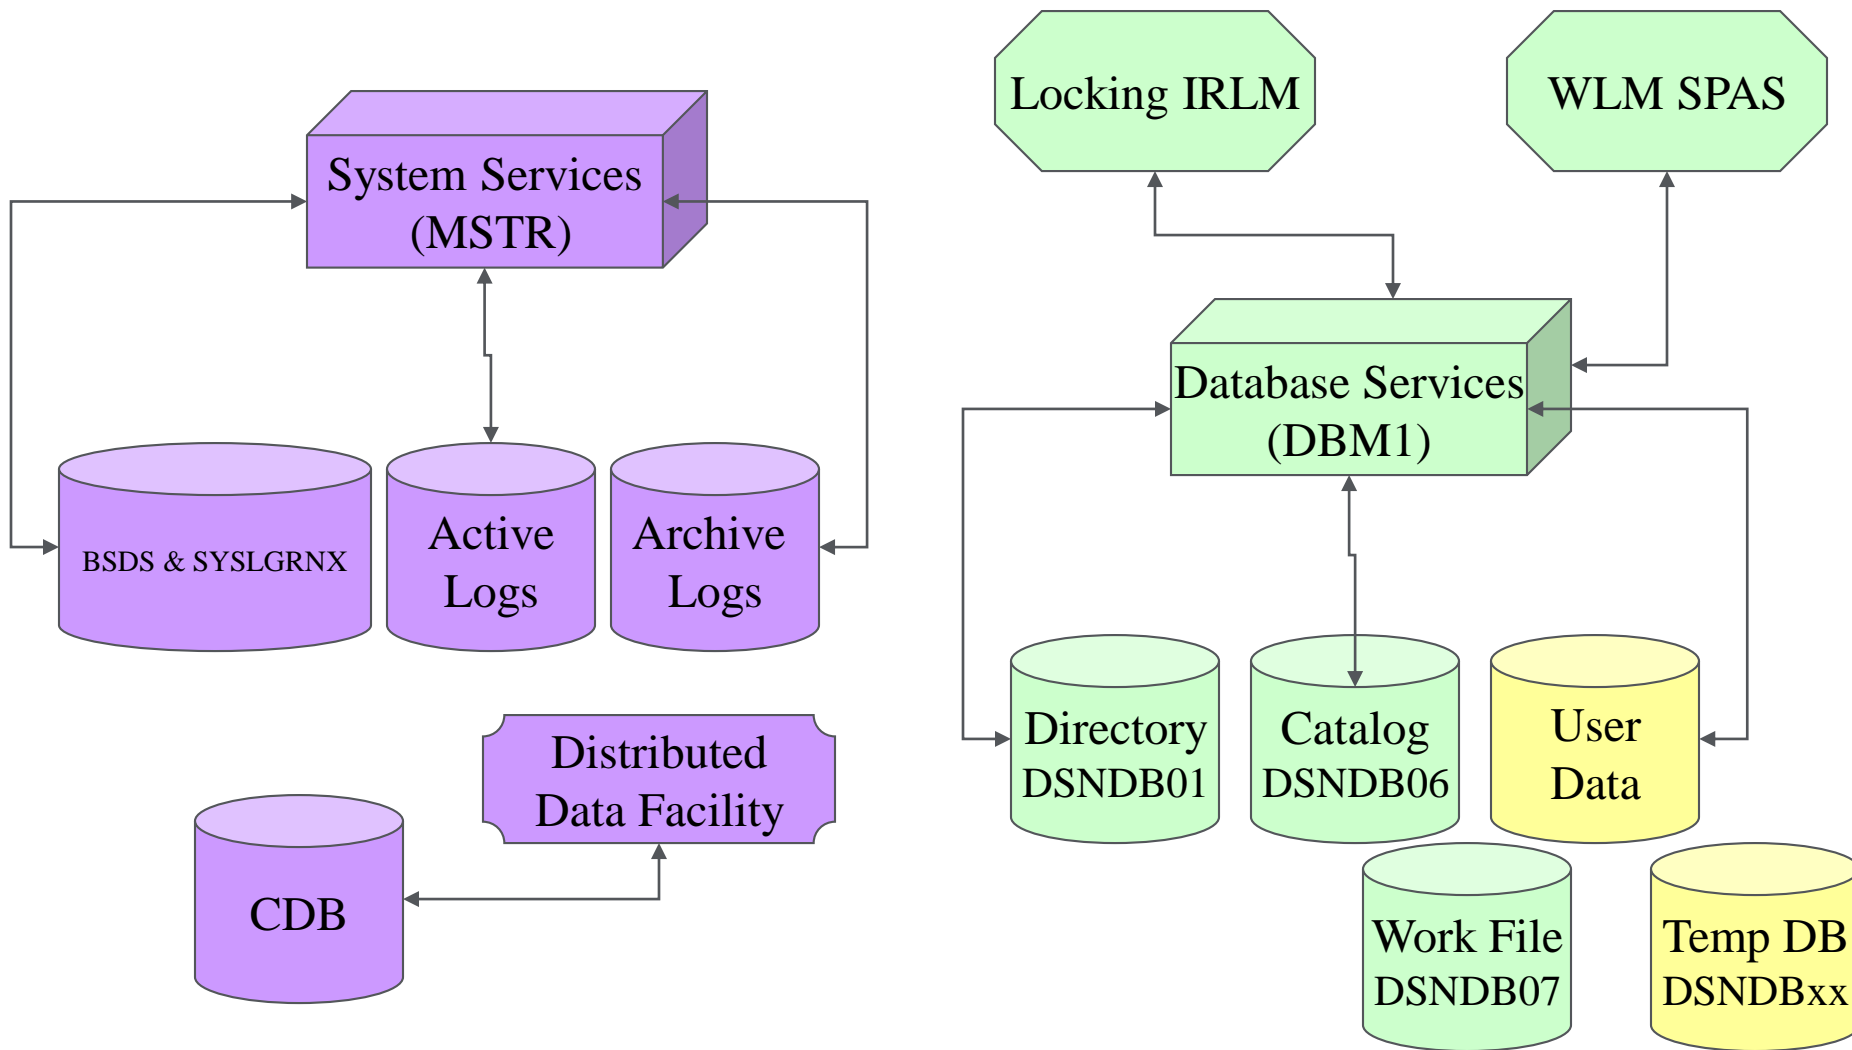 Locking IRLM
WLM SPAS
System Services
(MSTR)
Database Services
(DBM1)
BSDS & SYSLGRNX
Active
Logs
Archive
Logs
Directory
DSNDB01
Catalog
DSNDB06
User
Data
Distributed
Data Facility
CDB
Work File
DSNDB07
Temp DB
DSNDBxx